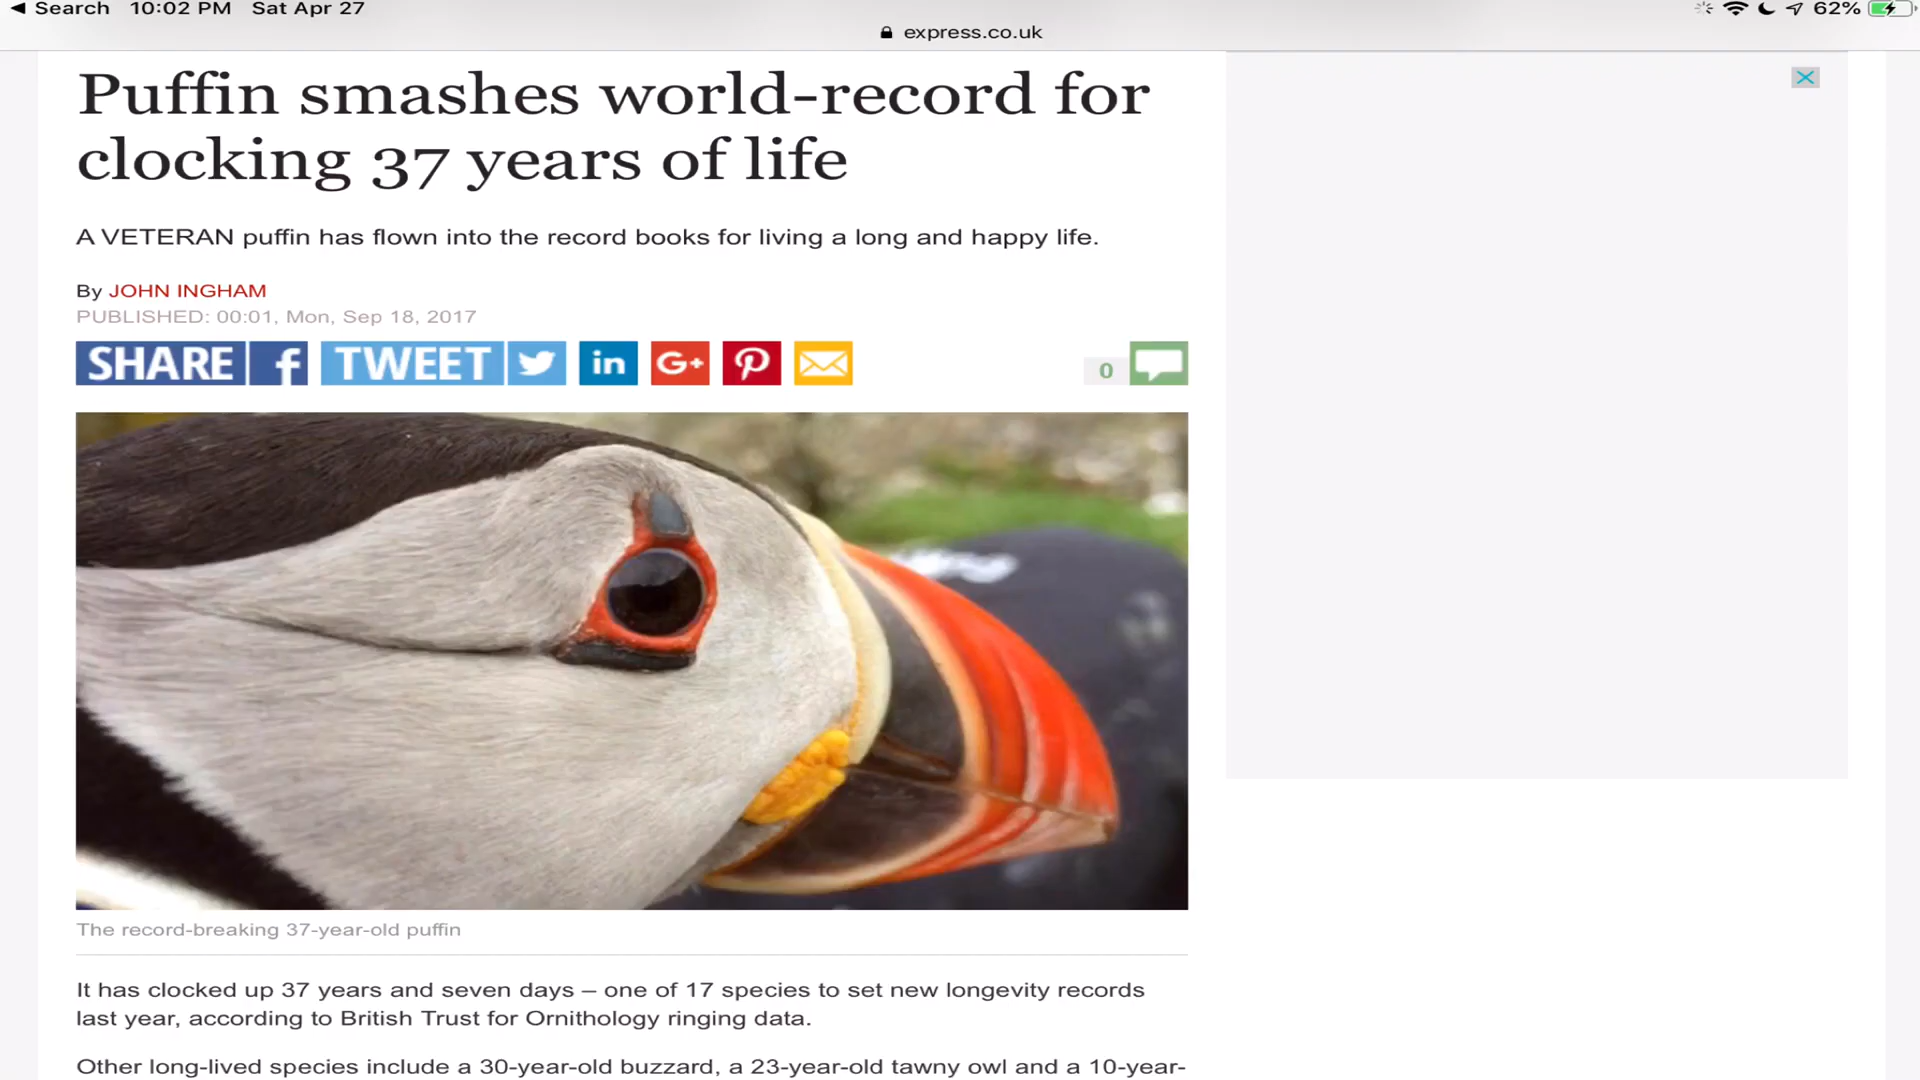 Search 10:02 PM Sat Apr 27 62%
express.co.uk
Puffin smashes world-record for
clocking 37 years of life
A VETERAN puffin has flown into the record books for living a long and happy life.
By JOHN INGHAM
PUBLISHED: 00:01, Mon, Sep 18, 2017
SHARE f TWEET in G+ 0
The record-breaking 37-year-old puffin
It has clocked up 37 years and seven days – one of 17 species to set new longevity records
last year, according to British Trust for Ornithology ringing data.
Other long-lived species include a 30-year-old buzzard, a 23-year-old tawny owl and a 10-year-